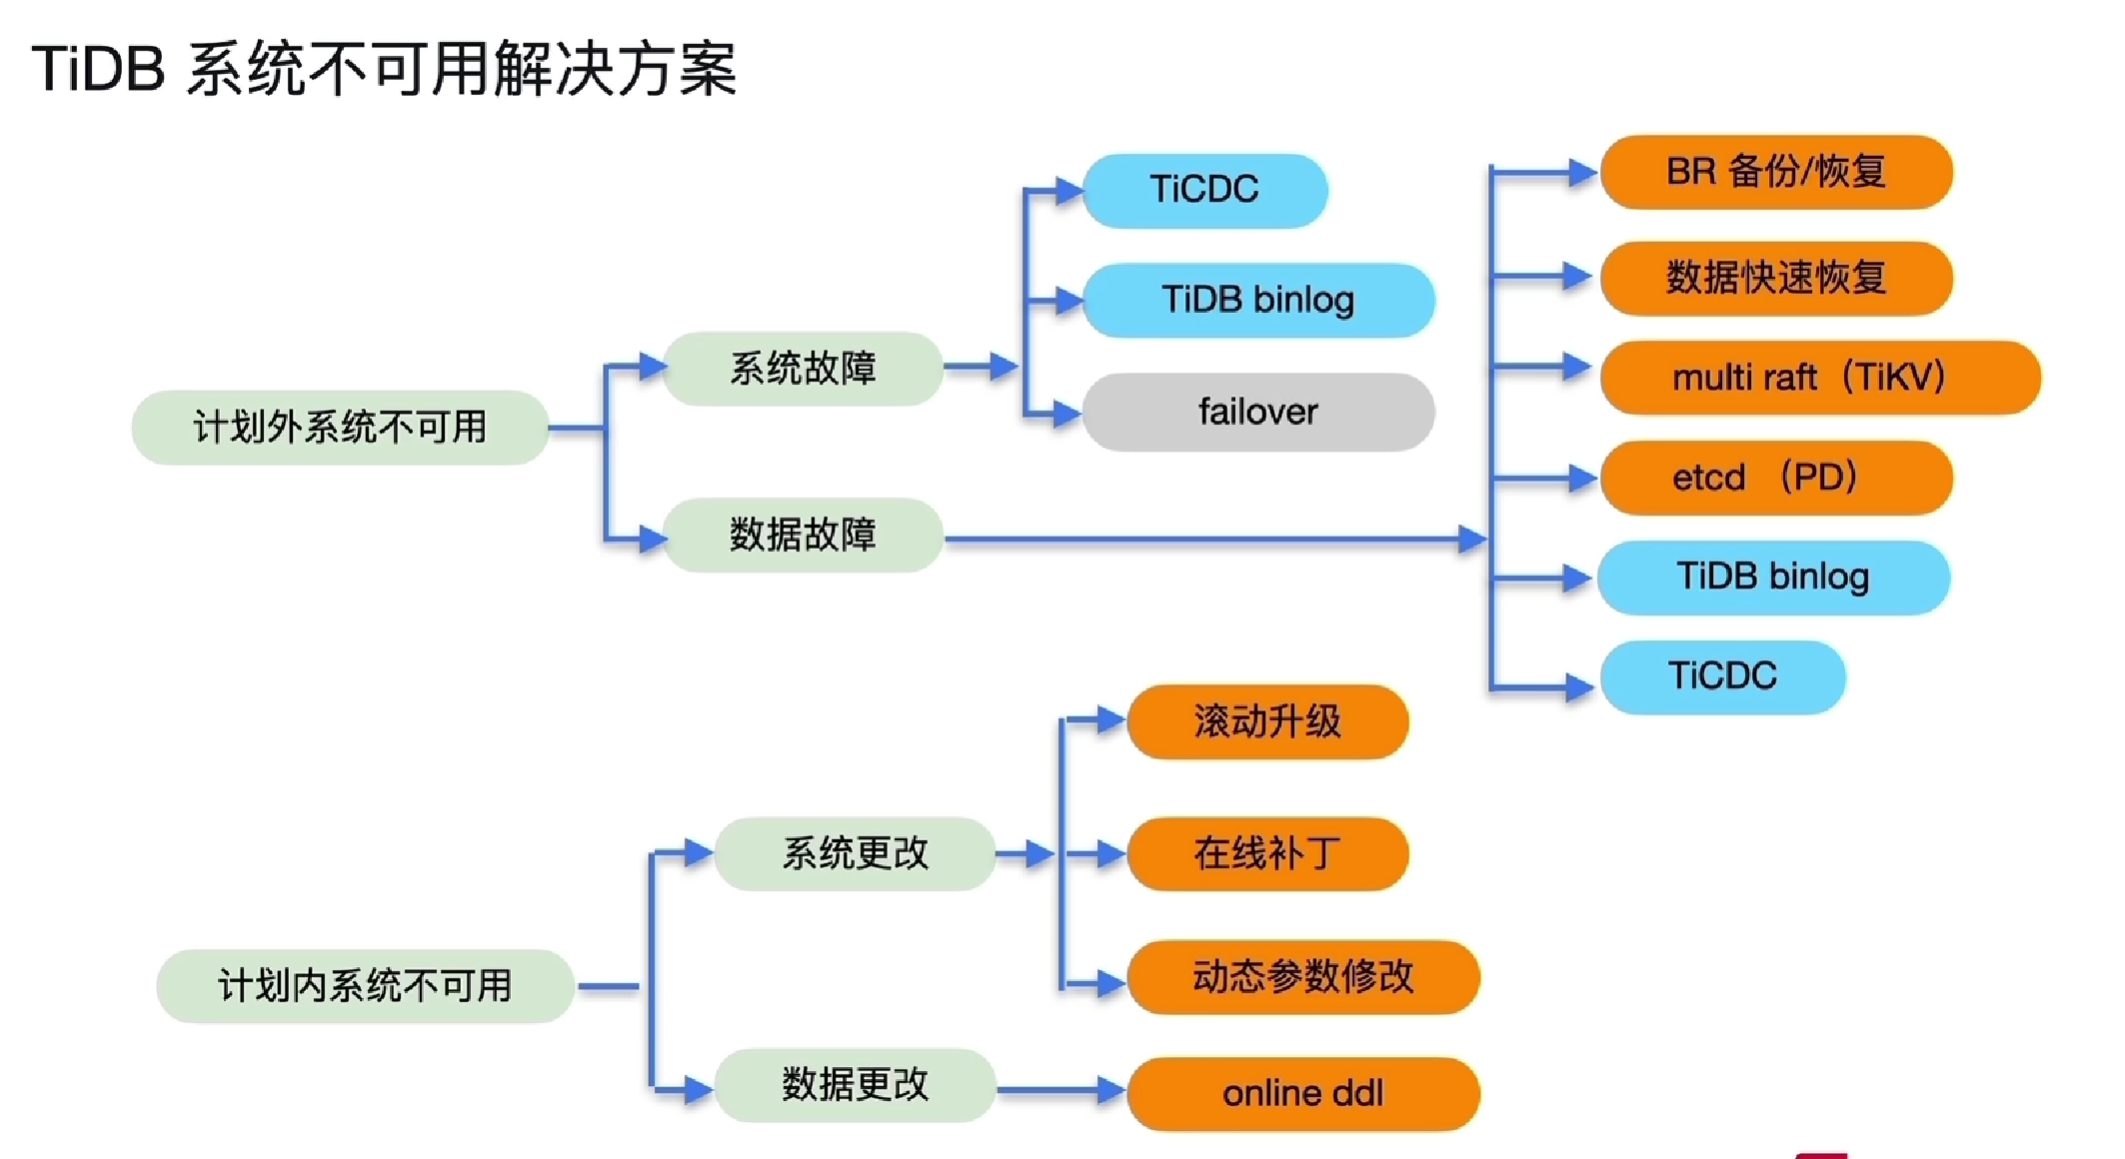 TiDB 系统不可用解决方案
计划外系统不可用
系统故障
TiCDC
TiDB binlog
failover
数据故障
BR 备份/恢复
数据快速恢复
multi raft（TiKV）
etcd （PD）
TiDB binlog
TiCDC
计划内系统不可用
系统更改
滚动升级
在线补丁
动态参数修改
数据更改
online ddl